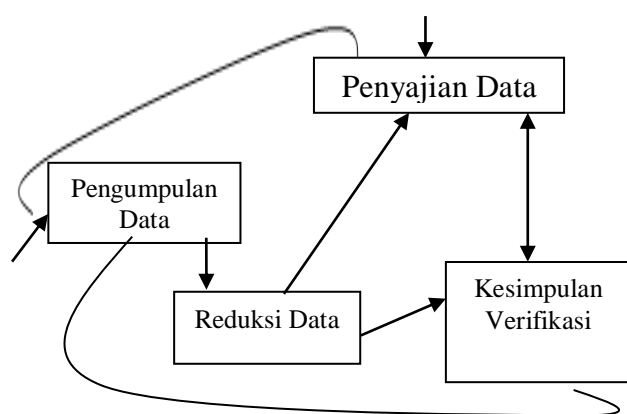 Penyajian Data
Pengumpulan
Data
Reduksi Data
Kesimpulan
Verifikasi